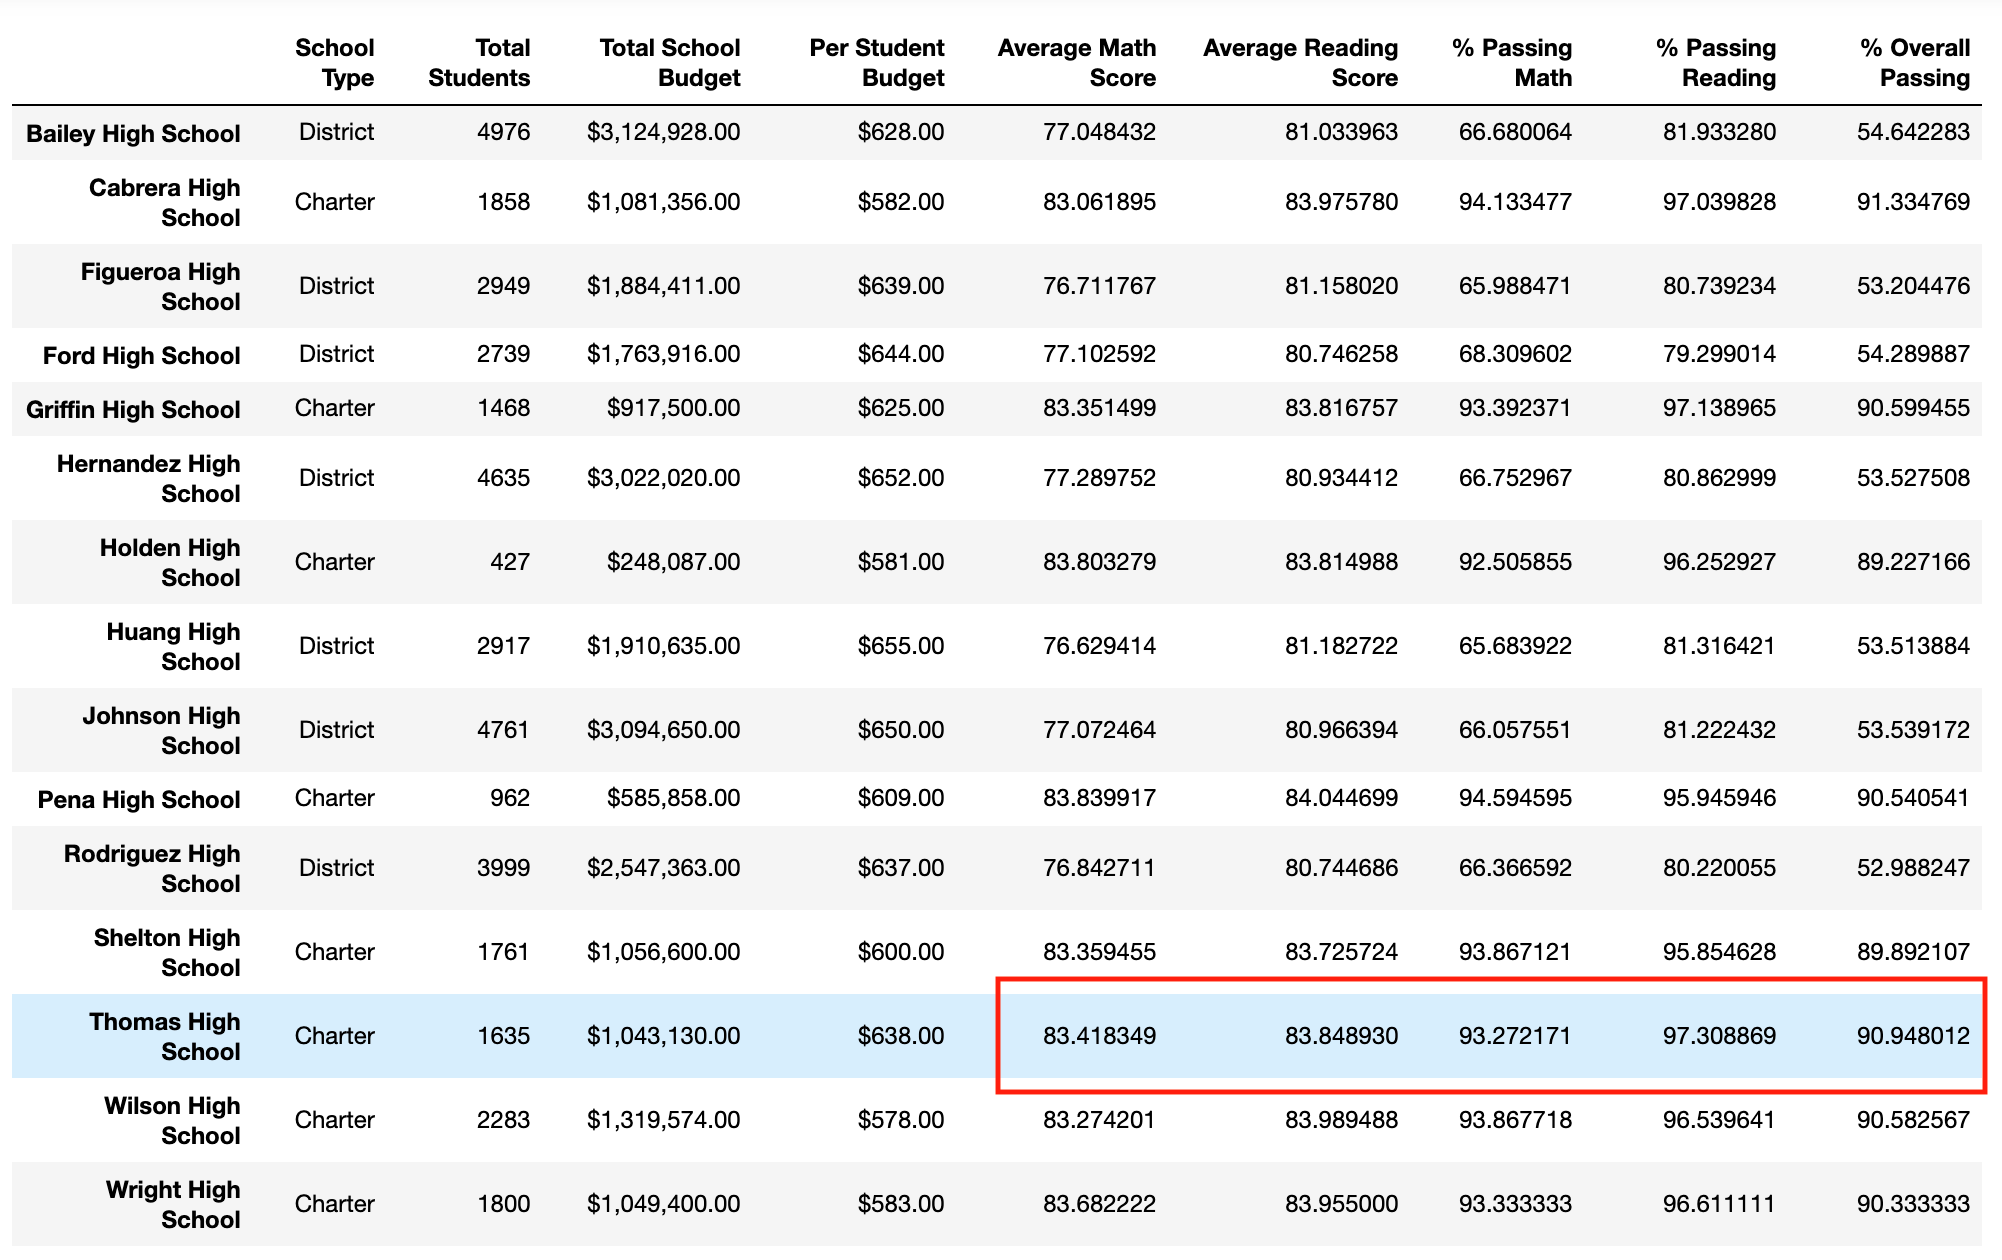 School Type Total Students Total School Budget Per Student Budget Average Math Score Average Reading Score % Passing Math % Passing Reading % Overall Passing
Bailey High School District 4976 $3,124,928.00 $628.00 77.048432 81.033963 66.680064 81.933280 54.642283
Cabrera High School Charter 1858 $1,081,356.00 $582.00 83.061895 83.975780 94.133477 97.039828 91.334769
Figueroa High School District 2949 $1,884,411.00 $639.00 76.711767 81.158020 65.988471 80.739234 53.204476
Ford High School District 2739 $1,763,916.00 $644.00 77.102592 80.746258 68.309602 79.299014 54.289887
Griffin High School Charter 1468 $917,500.00 $625.00 83.351499 83.816757 93.392371 97.138965 90.599455
Hernandez High School District 4635 $3,022,020.00 $652.00 77.289752 80.934412 66.752967 80.862999 53.527508
Holden High School Charter 427 $248,087.00 $581.00 83.803279 83.814988 92.505855 96.252927 89.227166
Huang High School District 2917 $1,910,635.00 $655.00 76.629414 81.182722 65.683922 81.316421 53.513884
Johnson High School District 4761 $3,094,650.00 $650.00 77.072464 80.966394 66.057551 81.222432 53.539172
Pena High School Charter 962 $585,858.00 $609.00 83.839917 84.044699 94.594595 95.945946 90.540541
Rodriguez High School District 3999 $2,547,363.00 $637.00 76.842711 80.744686 66.366592 80.220055 52.988247
Shelton High School Charter 1761 $1,056,600.00 $600.00 83.359455 83.725724 93.867121 95.854628 89.892107
Thomas High School Charter 1635 $1,043,130.00 $638.00 83.418349 83.848930 93.272171 97.308869 90.948012
Wilson High School Charter 2283 $1,319,574.00 $578.00 83.274201 83.989488 93.867718 96.539641 90.582567
Wright High School Charter 1800 $1,049,400.00 $583.00 83.682222 83.955000 93.333333 96.611111 90.333333